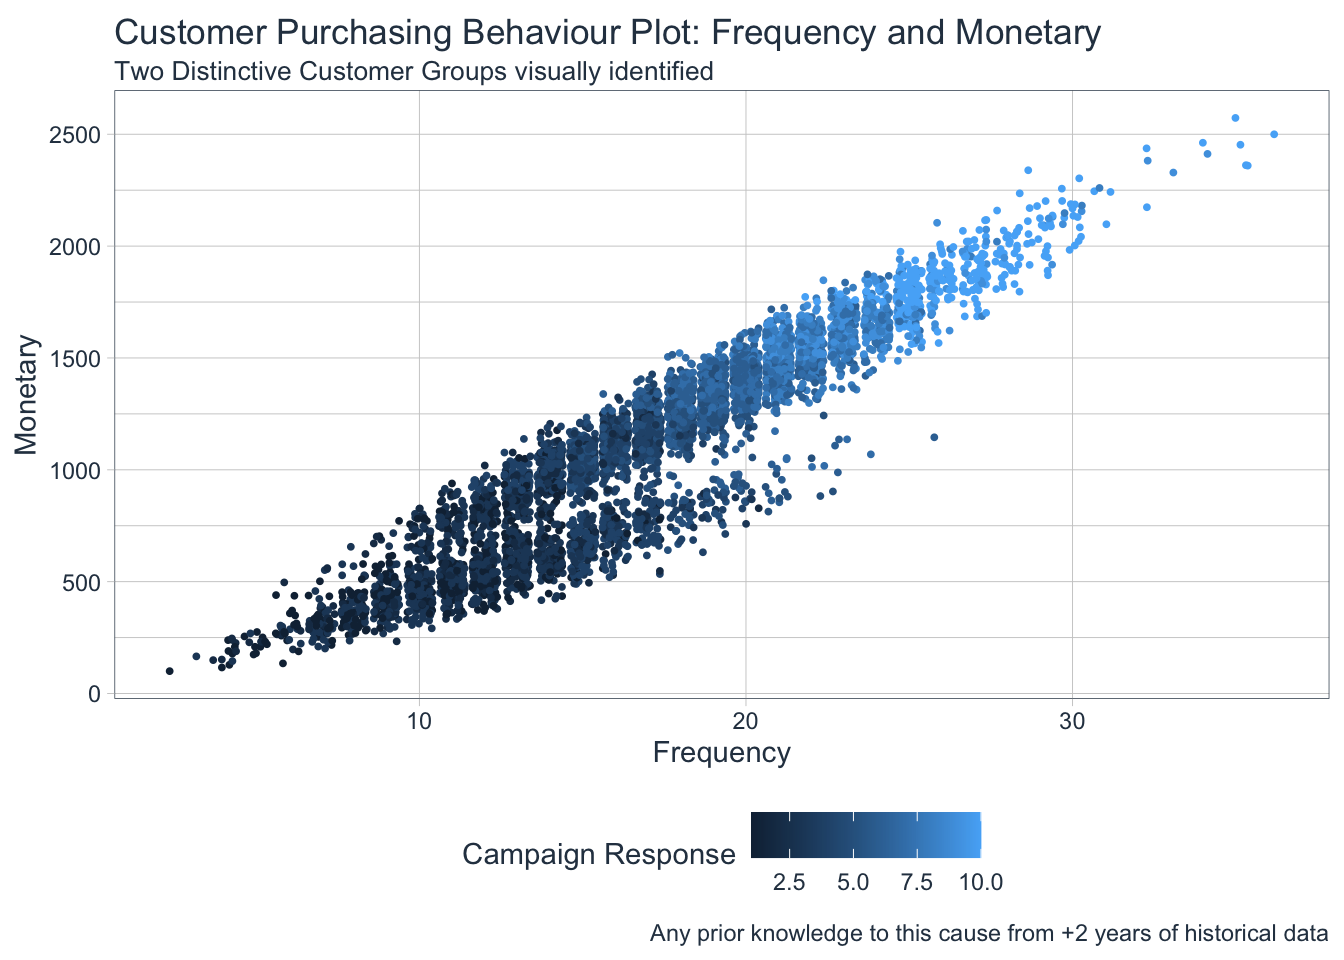 Customer Purchasing Behaviour Plot: Frequency and Monetary
Two Distinctive Customer Groups visually identified
2500
2000
1500
1000
500
0
Monetary
10 20 30
Frequency
Campaign Response
2.5 5.0 7.5 10.0
Any prior knowledge to this cause from +2 years of historical data